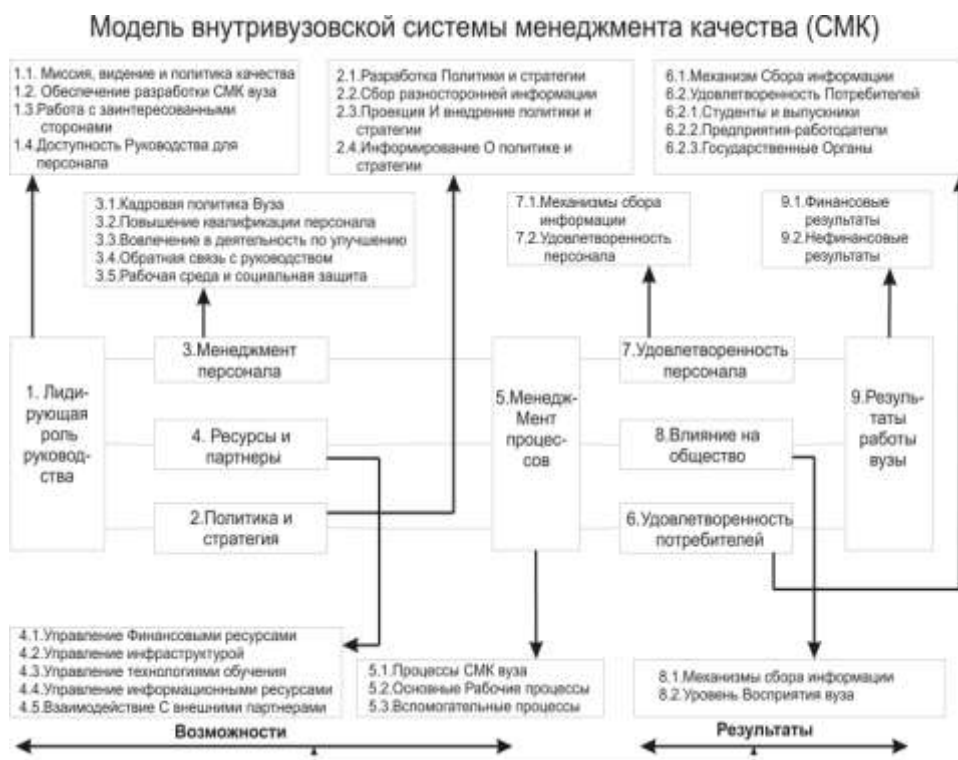 Модель внутривузовской системы менеджмента качества (СМК)
1.1. Миссия, видение и политика качества
1.2. Обеспечение разработки СМК вуза
1.3.Работа с заинтересованными
сторонами
1.4.Доступность Руководства для
персонала
2.1.Разработка Политики и стратегии
2.2.Сбор разносторонней информации
2.3.Проекция И внедрение политики и
стратегии
2.4.Информирование О политике и
стратегии
6.1.Механизм Сбора информации
6.2.Удовлетворенность Потребителей
6.2.1.Студенты и выпускники
6.2.2.Предприятия-работодатели
6.2.3.Государственные Органы
3.1.Кадровая политика Вуза
3.2.Повышение квалификации персонала
3.3.Вовлечение в деятельность по улучшению
3.4.Обратная связь с руководством
3.5.Рабочая среда и социальная защита
7.1.Механизмы сбора
информации
7.2.Удовлетворенность
персонала
9.1.Финансовые
результаты
9.2.Нефинансовые
результаты
1. Лиди-
рующая
роль
руковод-
ства
3.Менеджмент
персонала
4. Ресурсы и
партнеры
2.Политика и
стратегия
5.Менедж-
Мент
процес-
сов
7.Удовлетворенность
персонала
8.Влияние на
общество
6.Удовлетворенность
потребителей
9.Резуль-
таты
работы
вузы
4.1.Управление Финансовыми ресурсами
4.2.Управление инфраструктурой
4.3.Управление технологиями обучения
4.4.Управление информационными ресурсами
4.5.Взаимодействие С внешними партнерами
5.1.Процессы СМК вуза
5.2.Основные Рабочие процессы
5.3.Вспомогательные процессы
8.1.Механизмы сбора информации
8.2.Уровень Восприятия вуза
Возможности
Результаты